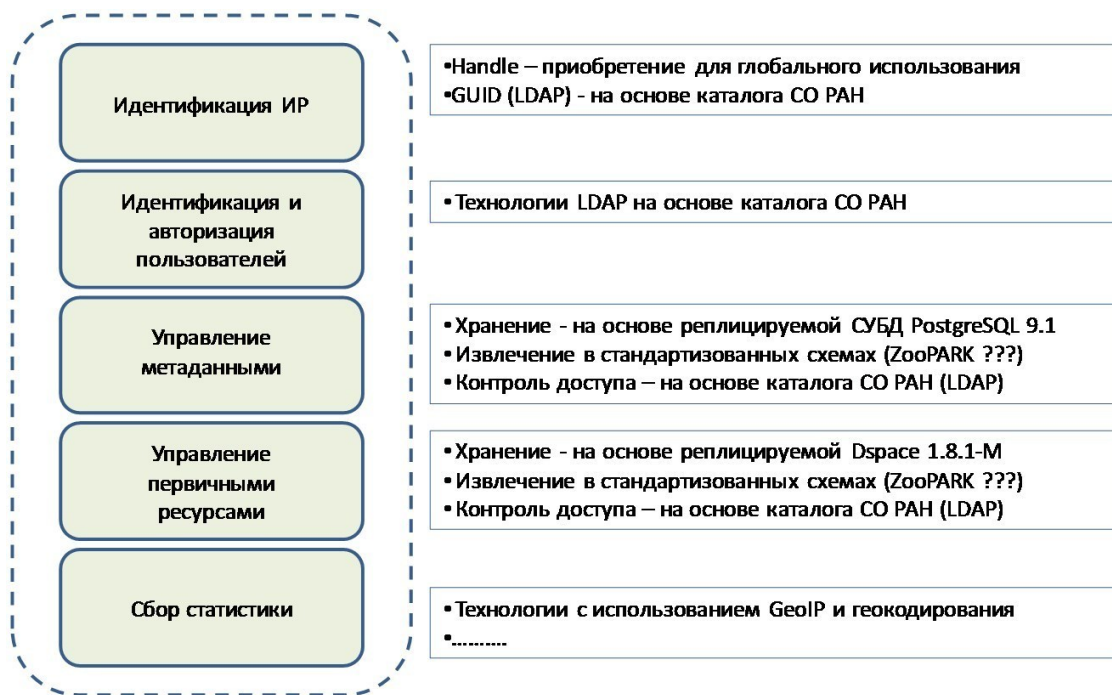 Идентификация ИР
•Handle – приобретение для глобального использования
•GUID (LDAP) - на основе каталога СО РАН
Идентификация и
авторизация
пользователей
• Технологии LDAP на основе каталога СО РАН
Управление
метаданными
• Хранение - на основе реплицируемой СУБД PostgreSQL 9.1
• Извлечение в стандартизованных схемах (ZooPARK ???)
• Контроль доступа – на основе каталога СО РАН (LDAP)
Управление
первичными
ресурсами
• Хранение - на основе реплицируемой Dspace 1.8.1-M
• Извлечение в стандартизованных схемах (ZooPARK ???)
• Контроль доступа – на основе каталога СО РАН (LDAP)
Сбор статистики
• Технологии с использованием GeoIP и геокодирования
•..........